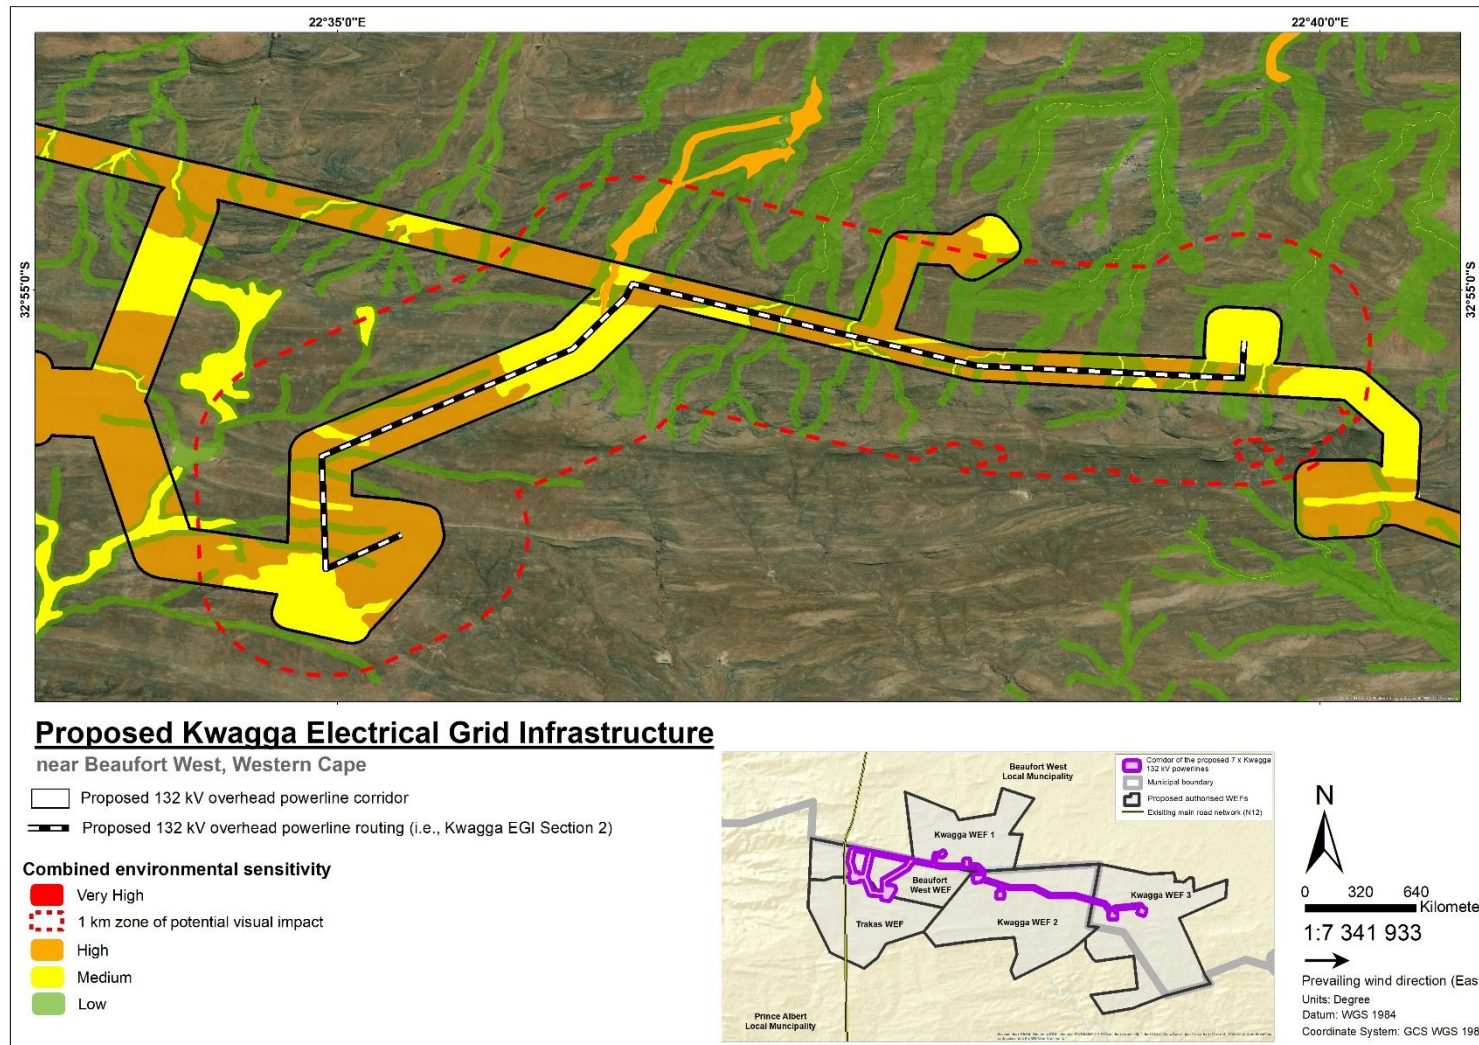 22°35'0"E
22°40'0"E
32°55'0"S
32°55'0"S
Proposed Kwagga Electrical Grid Infrastructure
near Beaufort West, Western Cape
Proposed 132 kV overhead powerline corridor
Proposed 132 kV overhead powerline routing (i.e., Kwagga EGI Section 2)
Combined environmental sensitivity
Very High
1 km zone of potential visual impact
High
Medium
Low
Beaufort West
Local Muncipality
Corridor of the proposed 7 x Kwagga
132 kV powerlines
Municipal boundary
Proposed authorised WEFs
Exisiting main road network (N12)
Kwagga WEF 1
Beaufort
West WEF
Kwagga WEF 3
Trakas WEF
Kwagga WEF 2
Prince Albert
Local Muncipality
N
0 320 640
Kilomete
1:7 341 933
Prevailing wind direction (Eas
Units: Degree
Datum: WGS 1984
Coordinate System: GCS WGS 198